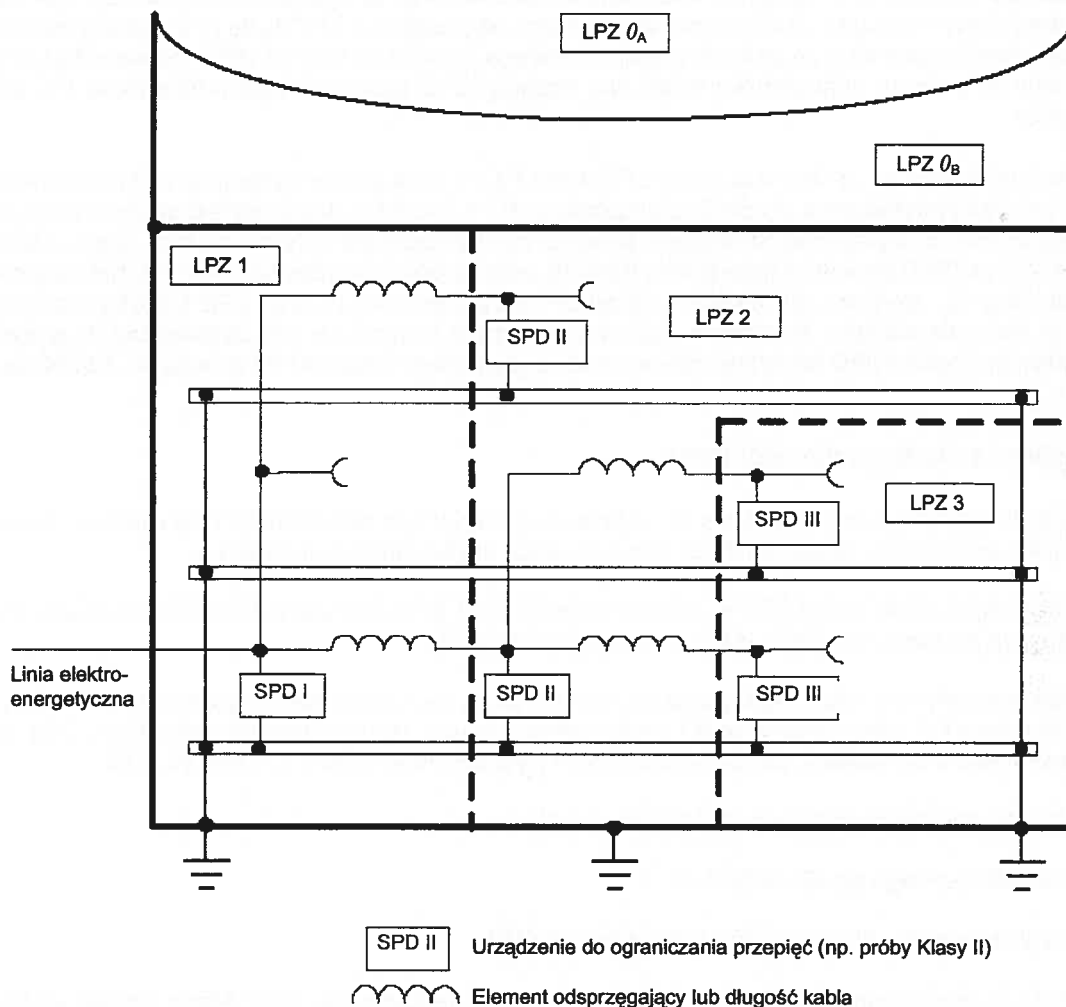 LPZ 0A
LPZ 0B
LPZ 1
LPZ 2
SPD II
LPZ 3
SPD III
Linia elektro-
energetyczna
SPD I
SPD II
SPD III
SPD II
Urządzenie do ograniczania przepięć (np. próby Klasy II)
Element odsprzęgający lub długość kabla